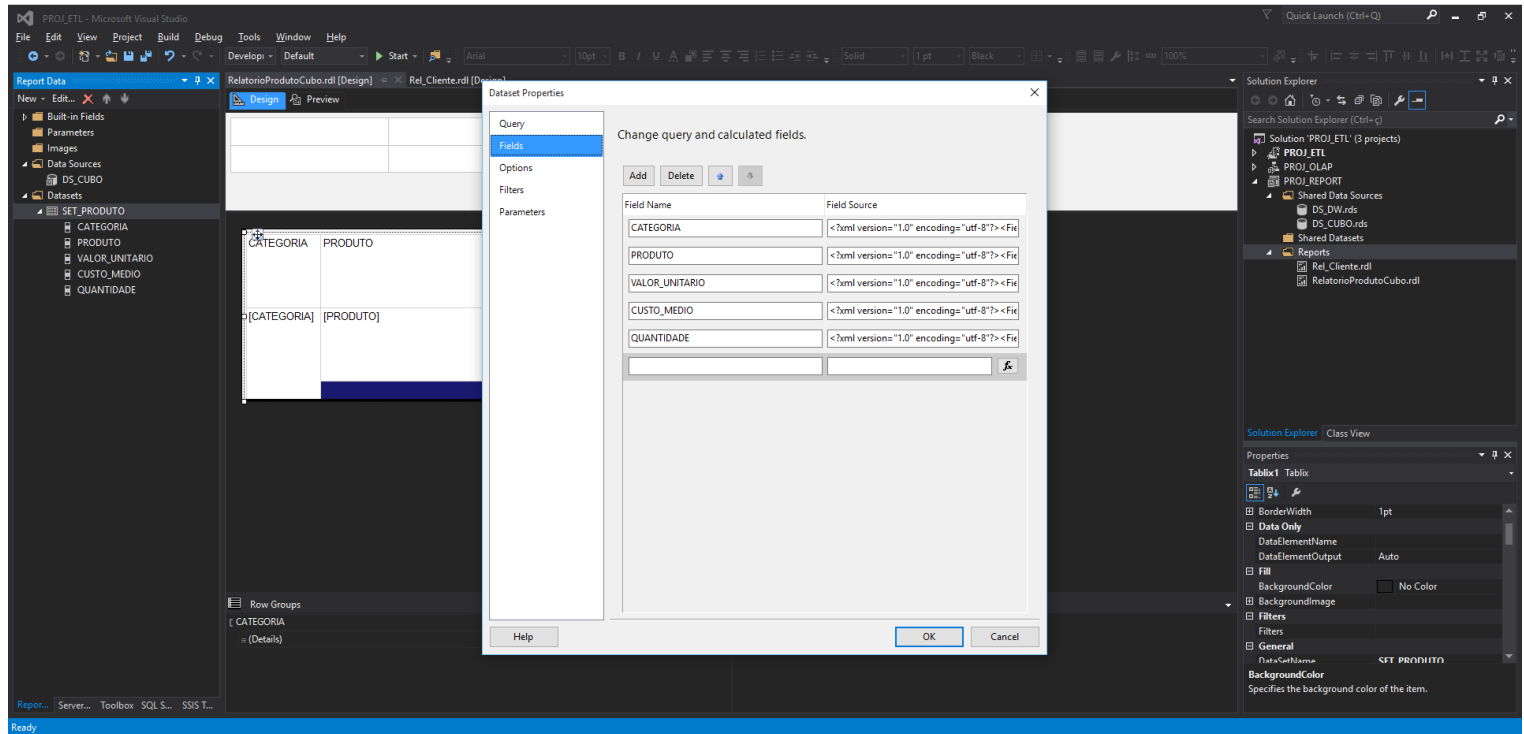 PROJ_ETL - Microsoft Visual Studio
Quick Launch (Ctrl+Q)
File Edit View Project Build Debug Tools Window Help
Developi Default Start Arial 10pt B I U A Solid 1 pt Black 100%
Report Data
New Edit...
Built-in Fields
Parameters
Images
Data Sources
DS_CUBO
Datasets
SET_PRODUTO
CATEGORIA
PRODUTO
VALOR_UNITARIO
CUSTO_MEDIO
QUANTIDADE
Repor... Server... Toolbox SQL S... SSIS T...
RelatorioProdutoCubo.rdl [Design] Rel_Cliente.rdl [Design]
Design Preview
CATEGORIA PRODUTO
[CATEGORIA] [PRODUTO]
Row Groups
[ CATEGORIA
(Details)
Dataset Properties
Query
Fields
Options
Filters
Parameters
Change query and calculated fields.
Add Delete
Field Name Field Source
CATEGORIA <?xml version="1.0" encoding="utf-8"?><Fie
PRODUTO <?xml version="1.0" encoding="utf-8"?><Fie
VALOR_UNITARIO <?xml version="1.0" encoding="utf-8"?><Fie
CUSTO_MEDIO <?xml version="1.0" encoding="utf-8"?><Fie
QUANTIDADE <?xml version="1.0" encoding="utf-8"?><Fie
fx
Help OK Cancel
Solution Explorer
Search Solution Explorer (Ctrl+ç)
Solution 'PROJ_ETL' (3 projects)
PROJ_ETL
PROJ_OLAP
PROJ_REPORT
Shared Data Sources
DS_DW.rds
DS_CUBO.rds
Shared Datasets
Reports
Rel_Cliente.rdl
RelatorioProdutoCubo.rdl
Solution Explorer Class View
Properties
Tablix1 Tablix
BorderWidth 1pt
Data Only
DataElementName
DataElementOutput Auto
Fill
BackgroundColor No Color
BackgroundImage
Filters
Filters
General
DataSetName SET_PRODUTO
BackgroundColor
Specifies the background color of the item.
Ready